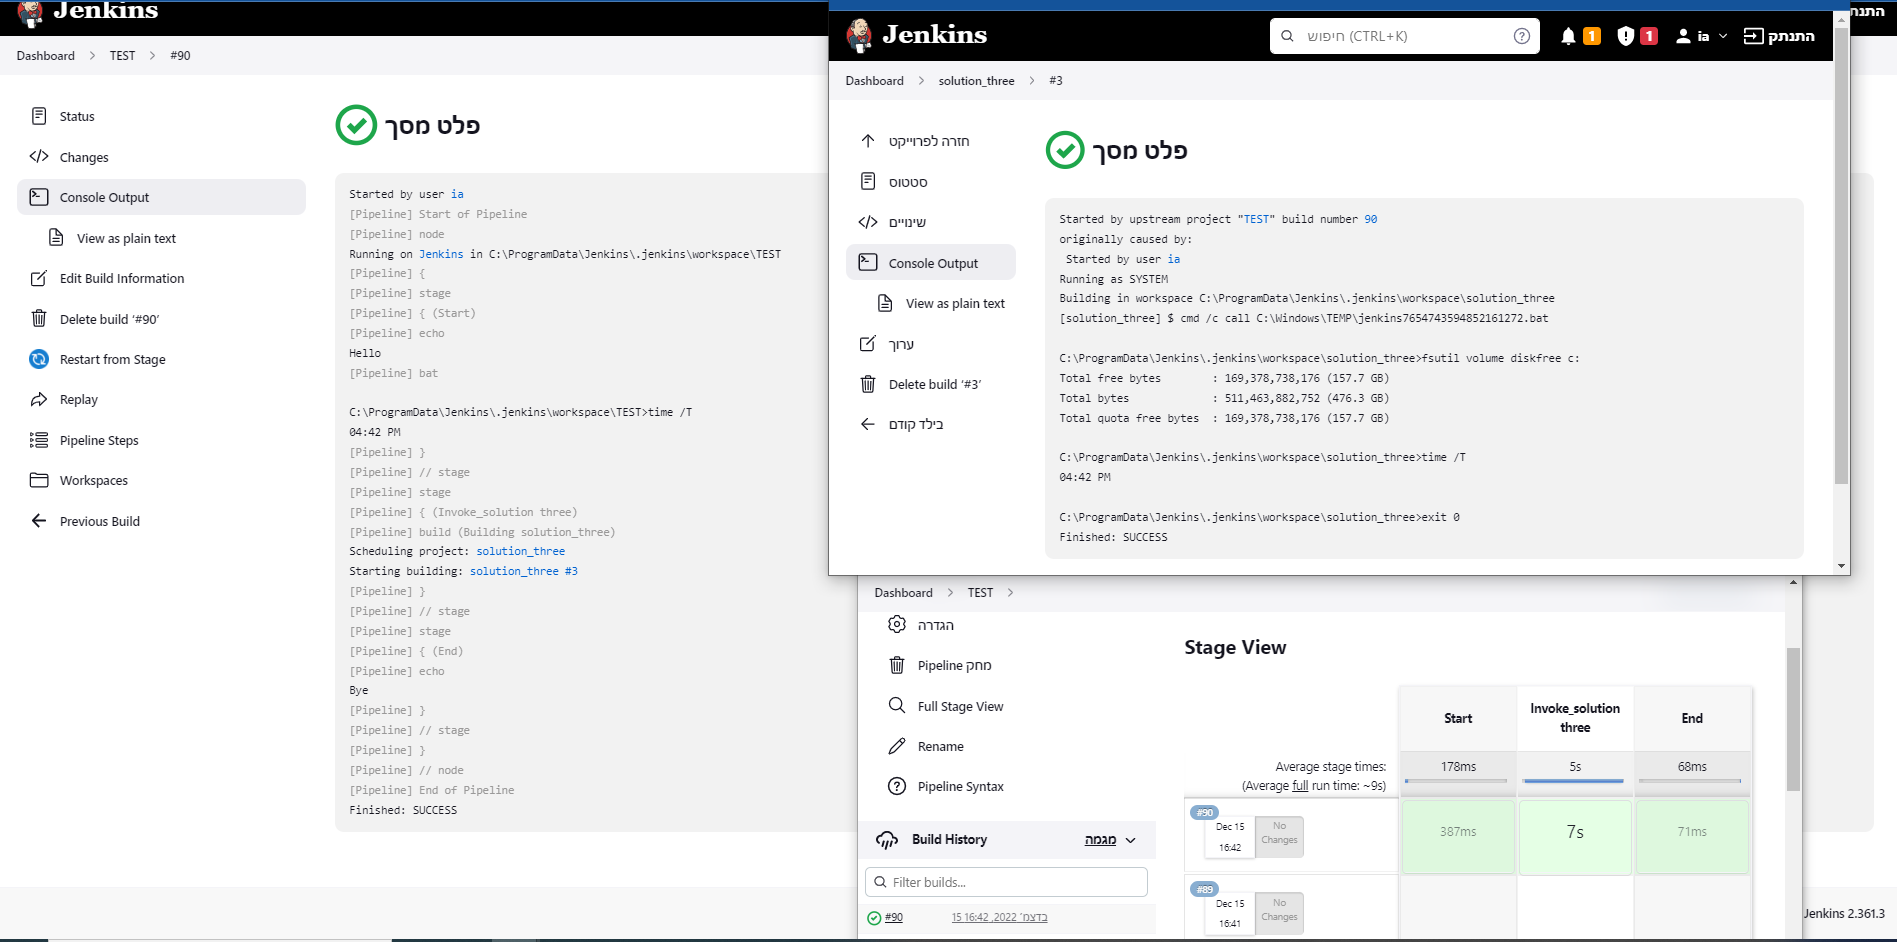 Jenkins
Dashboard > TEST > #90
Status
Changes
Console Output
View as plain text
Edit Build Information
Delete build ‘#90’
Restart from Stage
Replay
Pipeline Steps
Workspaces
Previous Build
פלט מסך
Started by user ia
[Pipeline] Start of Pipeline
[Pipeline] node
Running on Jenkins in C:\ProgramData\Jenkins\.jenkins\workspace\TEST
[Pipeline] {
[Pipeline] stage
[Pipeline] { (Start)
[Pipeline] echo
Hello
[Pipeline] bat
C:\ProgramData\Jenkins\.jenkins\workspace\TEST>time /T
04:42 PM
[Pipeline] }
[Pipeline] // stage
[Pipeline] stage
[Pipeline] { (Invoke_solution three)
[Pipeline] build (Building solution_three)
Scheduling project: solution_three
Starting building: solution_three #3
[Pipeline] }
[Pipeline] // stage
[Pipeline] stage
[Pipeline] { (End)
[Pipeline] echo
Bye
[Pipeline] }
[Pipeline] // stage
[Pipeline] }
[Pipeline] // node
[Pipeline] End of Pipeline
Finished: SUCCESS
Jenkins
חיפוש (CTRL+K)
1
1
ia
התנתק
Dashboard > solution_three > #3
חזרה לפרוייקט
סטטוס
שינויים
Console Output
View as plain text
ערוך
Delete build ‘#3’
בילד קודם
פלט מסך
Started by upstream project "TEST" build number 90
originally caused by:
Started by user ia
Running as SYSTEM
Building in workspace C:\ProgramData\Jenkins\.jenkins\workspace\solution_three
[solution_three] $ cmd /c call C:\Windows\TEMP\jenkins7654743594852161272.bat
C:\ProgramData\Jenkins\.jenkins\workspace\solution_three>fsutil volume diskfree c:
Total free bytes : 169,378,738,176 (157.7 GB)
Total bytes : 511,463,882,752 (476.3 GB)
Total quota free bytes : 169,378,738,176 (157.7 GB)
C:\ProgramData\Jenkins\.jenkins\workspace\solution_three>time /T
04:42 PM
C:\ProgramData\Jenkins\.jenkins\workspace\solution_three>exit 0
Finished: SUCCESS
Dashboard > TEST >
הגדרה
מחק Pipeline
Full Stage View
Rename
Pipeline Syntax
Build History
מגמה
Filter builds...
#90
15 בדצמ׳ 2022, 16:42
Stage View
Start
Invoke_solution three
End
Average stage times:
(Average full run time: ~9s)
178ms
5s
68ms
#90
Dec 15
16:42
No Changes
387ms
7s
71ms
#89
Dec 15
16:41
No Changes
Jenkins 2.361.3